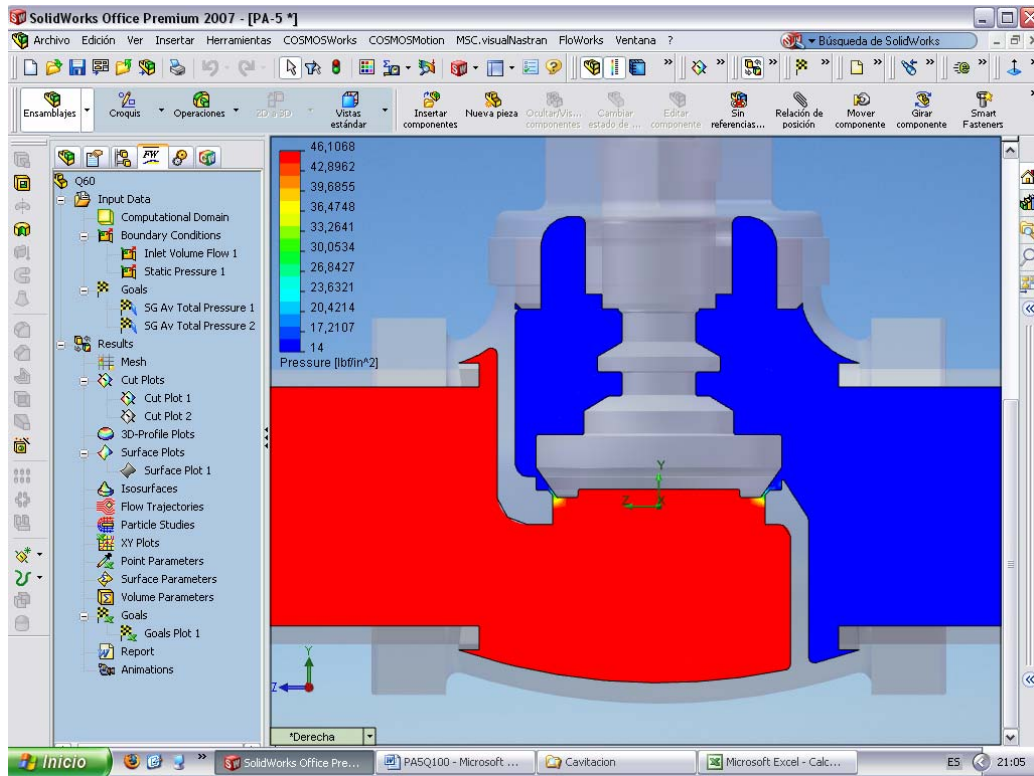 SolidWorks Office Premium 2007 - [PA-5 *]
Archivo Edición Ver Insertar Herramientas COSMOSWorks COSMOSMotion MSC.visualNastran FloWorks Ventana ? Búsqueda de SolidWorks
Ensamblajes Croquis Operaciones 2D a 3D Vistas estándar Insertar componentes Nueva pieza Ocultar/Vis... componentes Cambiar estado de ... Editar componente Sin referencias... Relación de posición Mover componente Girar componente Smart Fasteners
FW
Q60
Input Data
Computational Domain
Boundary Conditions
Inlet Volume Flow 1
Static Pressure 1
Goals
SG Av Total Pressure 1
SG Av Total Pressure 2
Results
Mesh
Cut Plots
Cut Plot 1
Cut Plot 2
3D-Profile Plots
Surface Plots
Surface Plot 1
Isosurfaces
Flow Trajectories
Particle Studies
XY Plots
Point Parameters
Surface Parameters
Volume Parameters
Goals
Goals Plot 1
Report
Animations
46,1068
42,8962
39,6855
36,4748
33,2641
30,0534
26,8427
23,6321
20,4214
17,2107
14
Pressure [lbf/in^2]
Y
Z X
Y
Z
*Derecha
Inicio SolidWorks Office Pre... PA5Q100 - Microsoft ... Cavitacion Microsoft Excel - Calc... ES 21:05